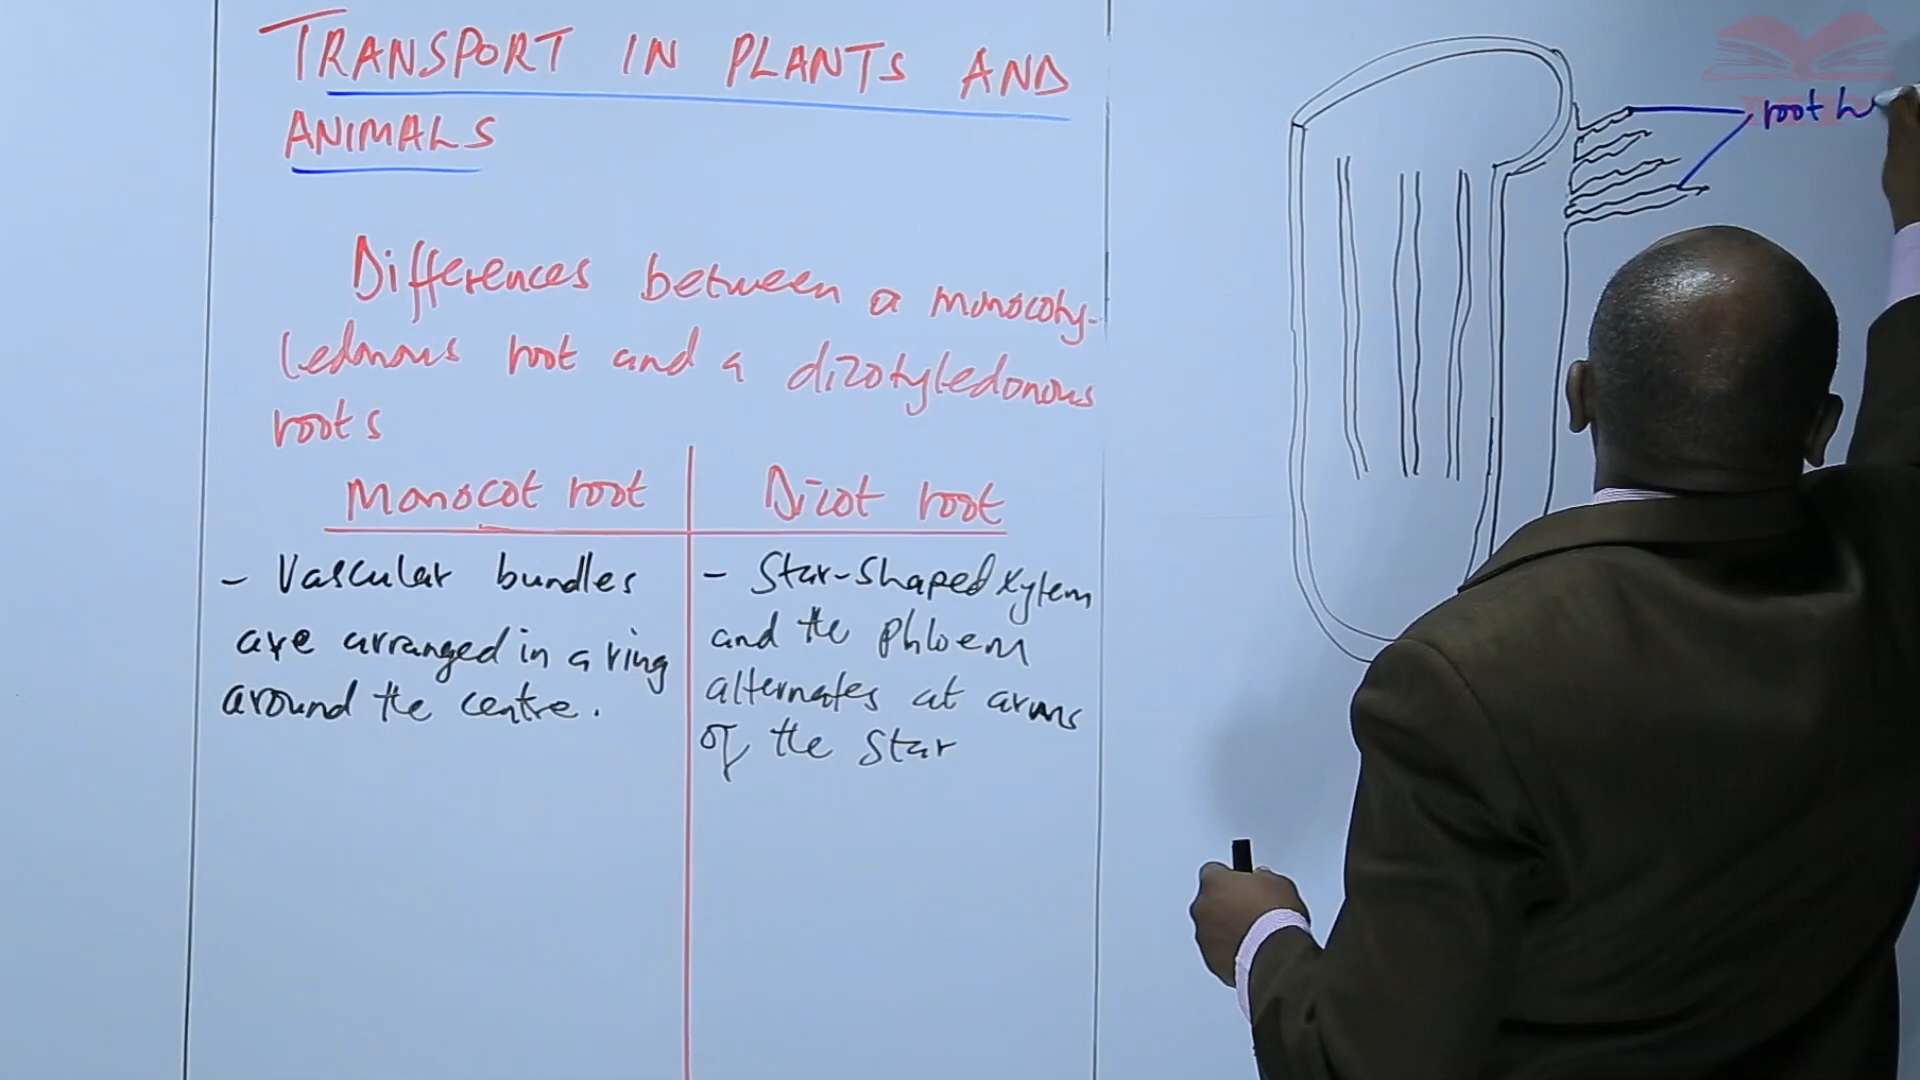 TRANSPORT IN PLANTS AND
ANIMALS
Differences between a monocoty-
ledonous root and a dicotyledonous
roots
Monocot root
Dicot root
- Vascular bundles
are arranged in a ring
around the centre.
- Star-shaped xylem
and the phloem
alternates at arms
of the star
root